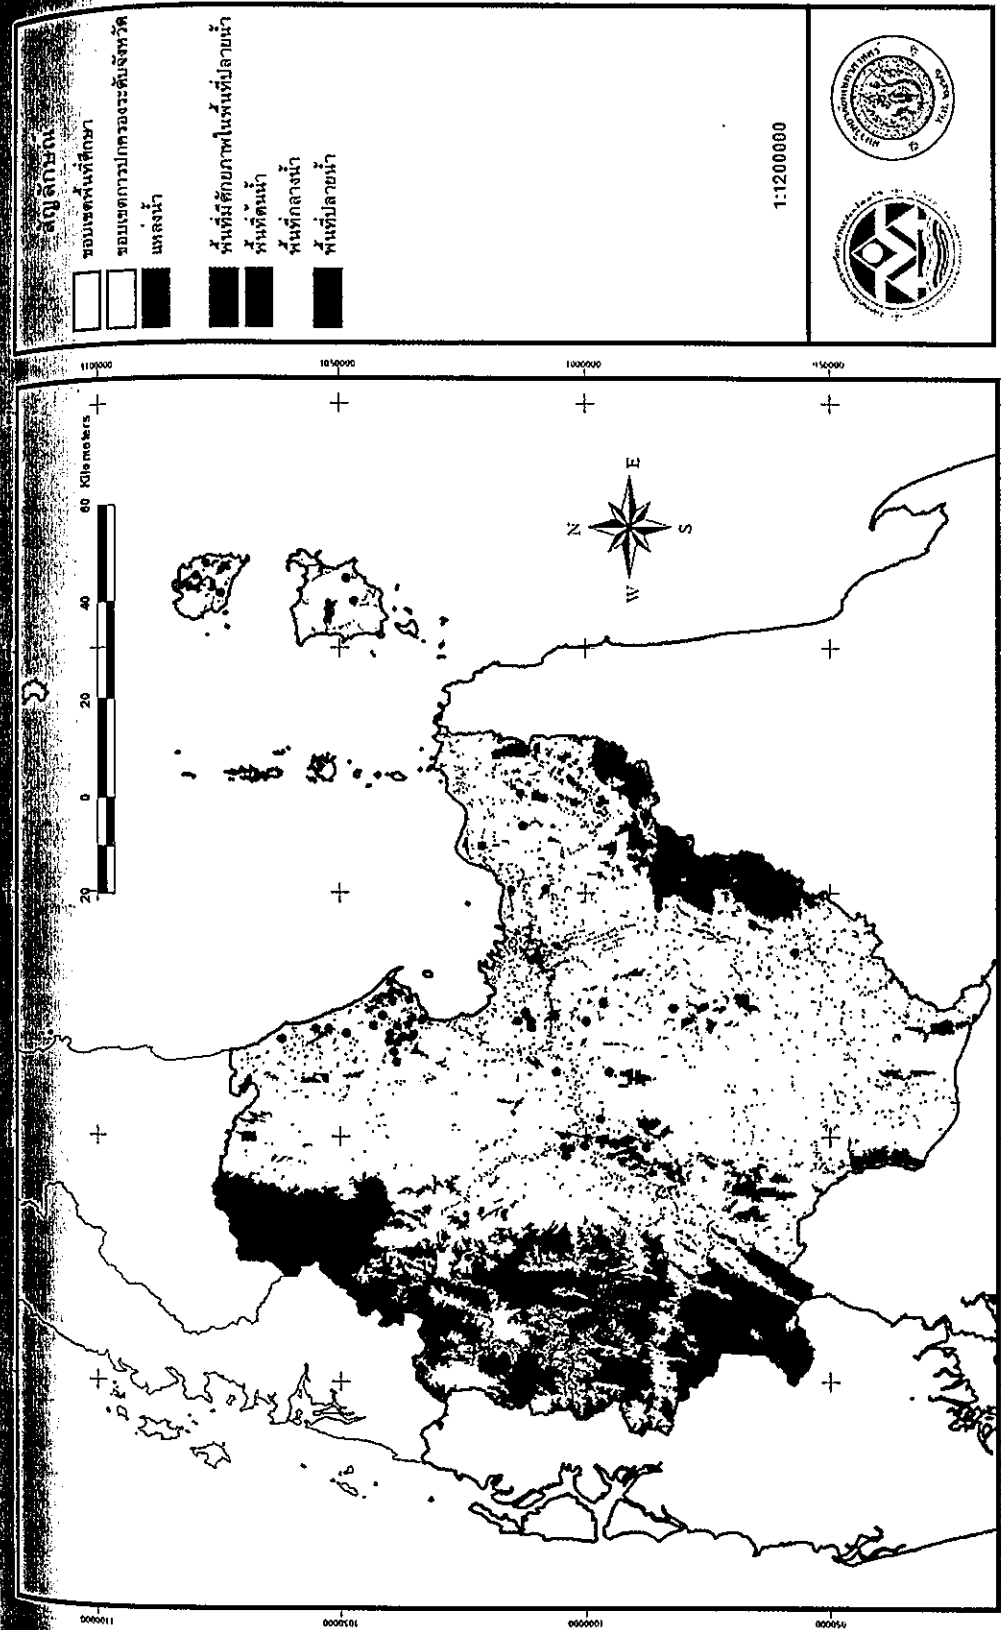 สัญลักษณ์
ขอบเขตพื้นที่ศึกษา
ขอบเขตการปกครองระดับจังหวัด
แหล่งน้ำ
พื้นที่มีศักยภาพในพื้นที่ปลายน้ำ
พื้นที่ต้นน้ำ
พื้นที่กลางน้ำ
พื้นที่ปลายน้ำ
1:1200000
20 0 20 40 60 Kilometers
N
W E
S
1100000
1050000
1000000
950000
1100000
1050000
1000000
950000